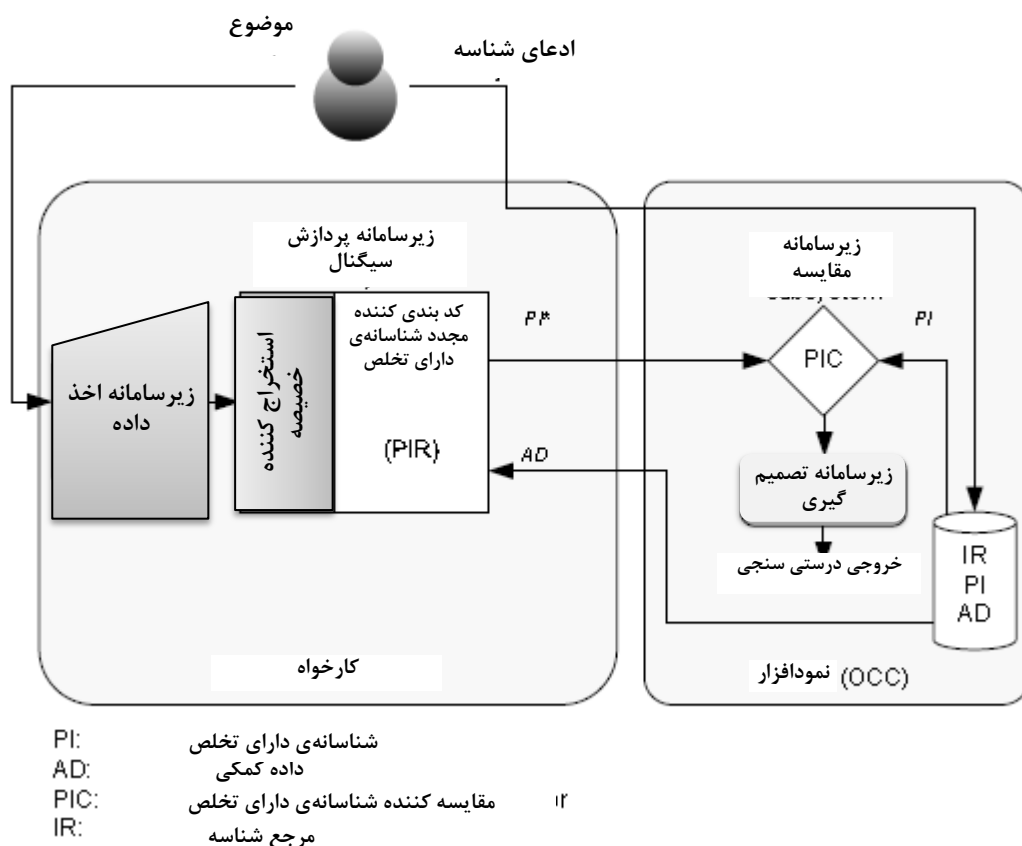 موضوع
ادعای شناسه
زیرسامانه پردازش
سیگنال
زیرسامانه
مقایسه
کد بندی کننده
مجدد شناسانه‌ی
دارای تخلص
(PIR)
استخراج کننده
خصیصه
زیرسامانه اخذ
داده
PI*
PI
PIC
AD
زیرسامانه تصمیم
گیری
خروجی درستی سنجی
IR
PI
AD
کارخواه
نمودافزار (OCC)
PI: شناسانه‌ی دارای تخلص
AD: داده کمکی
PIC: مقایسه کننده شناسانه‌ی دارای تخلص
IR: مرجع شناسه